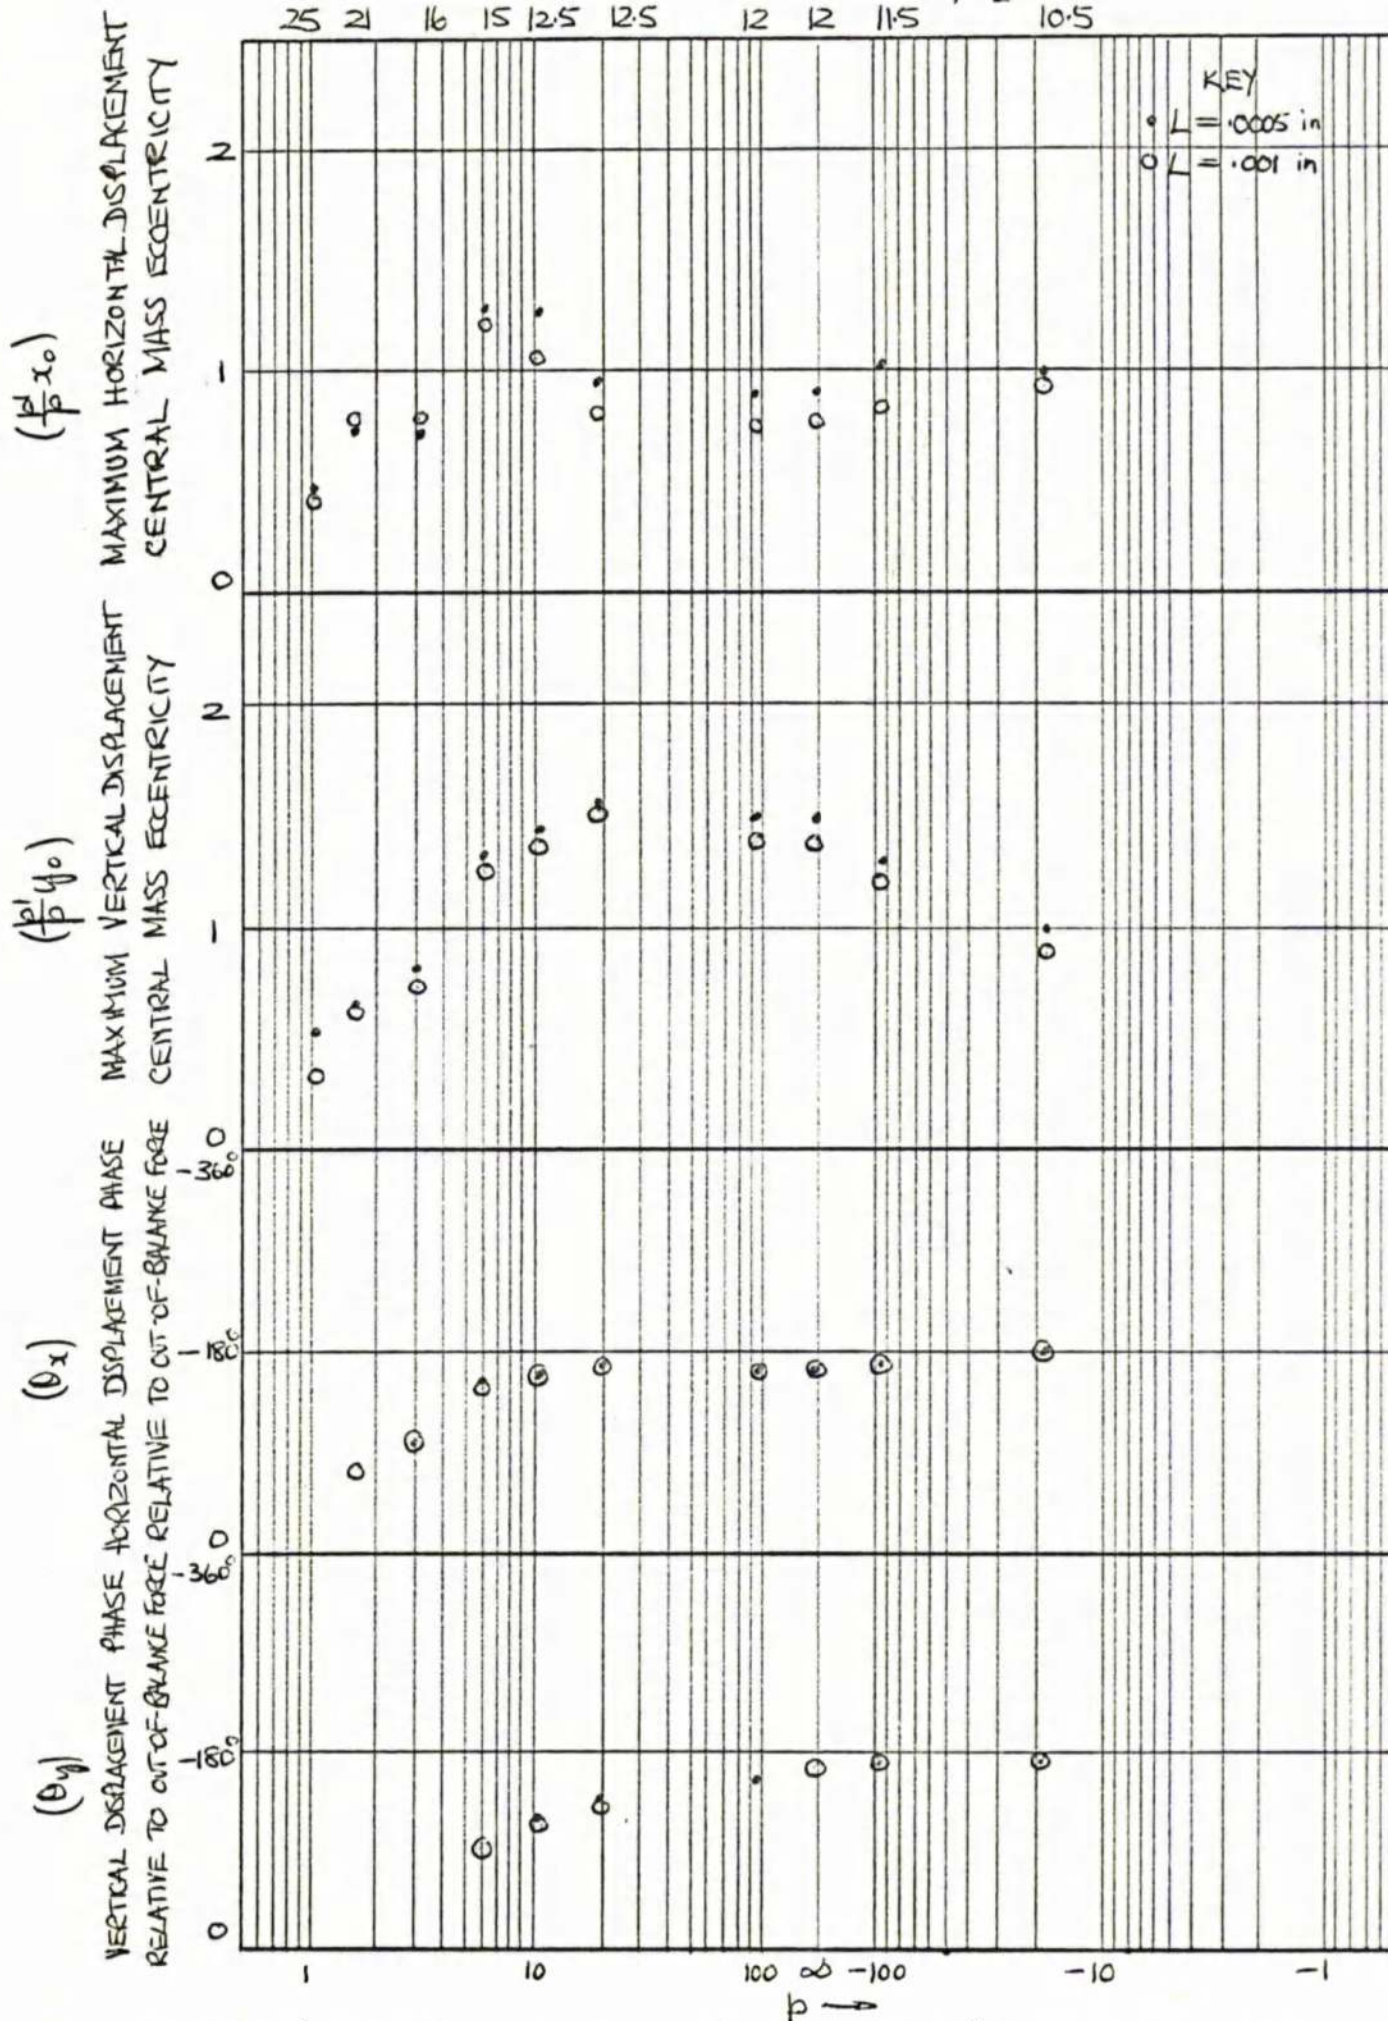 25 21 16 15 12.5 12.5 12 12 11.5 10.5
KEY
• L = .0005 in
O L = .001 in
(p'/p x₀)
MAXIMUM HORIZONTAL DISPLACEMENT
CENTRAL MASS ECCENTRICITY
2
1
0
(p'/p y₀)
MAXIMUM VERTICAL DISPLACEMENT
CENTRAL MASS ECCENTRICITY
2
1
0
(θx)
HORIZONTAL DISPLACEMENT PHASE
RELATIVE TO OUT-OF-BALANCE FORCE
-360°
-180°
0
(θy)
VERTICAL DISPLACEMENT PHASE
RELATIVE TO OUT-OF-BALANCE FORCE
-360°
-180°
0
1 10 100 ∞ -100 -10 -1
p →